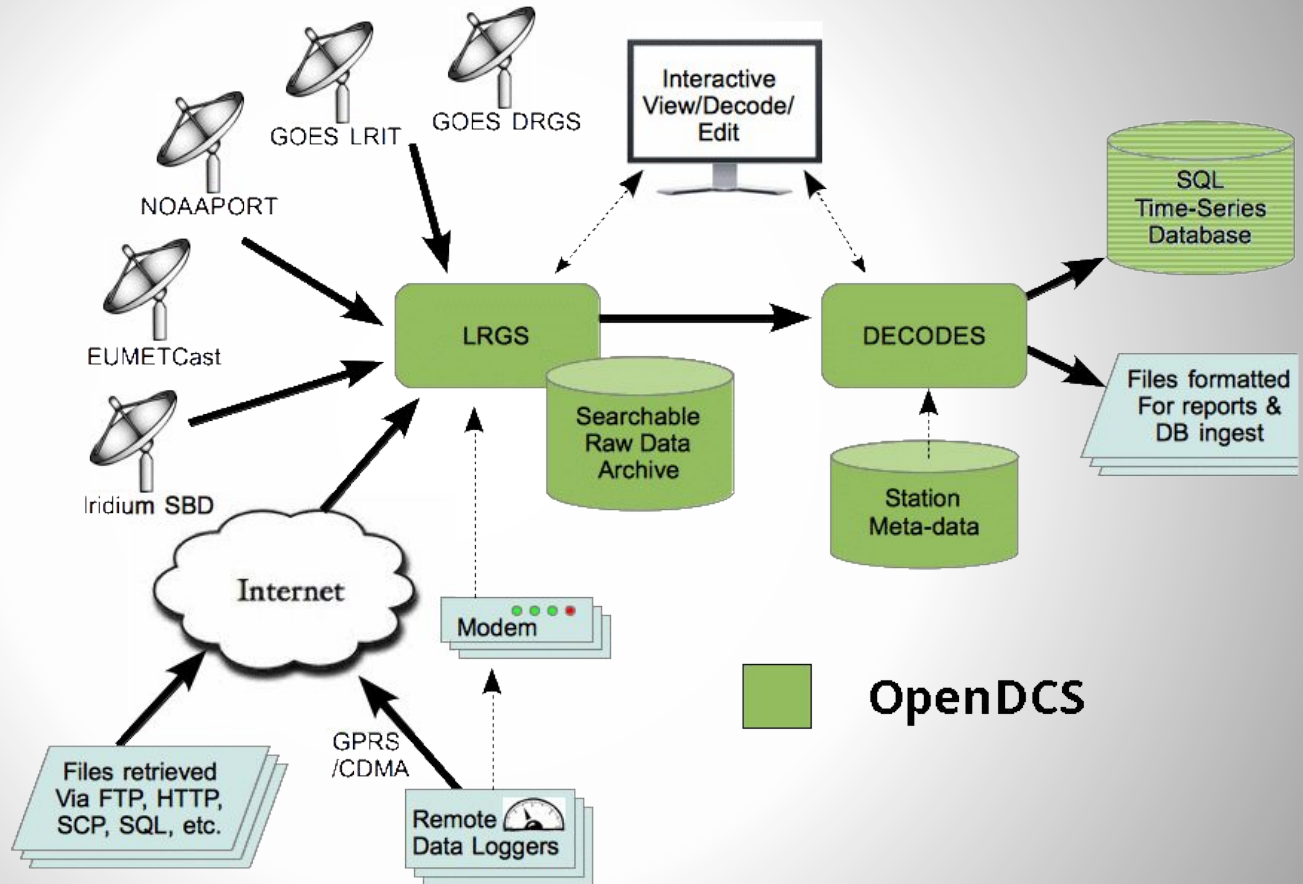 GOES LRIT
GOES DRGS
NOAAPORT
EUMETCast
Iridium SBD
Interactive
View/Decode/
Edit
SQL
Time-Series
Database
LRGS
DECODES
Searchable
Raw Data
Archive
Station
Meta-data
Files formatted
For reports &
DB ingest
Internet
Modem
OpenDCS
GPRS
/CDMA
Files retrieved
Via FTP, HTTP,
SCP, SQL, etc.
Remote
Data Loggers